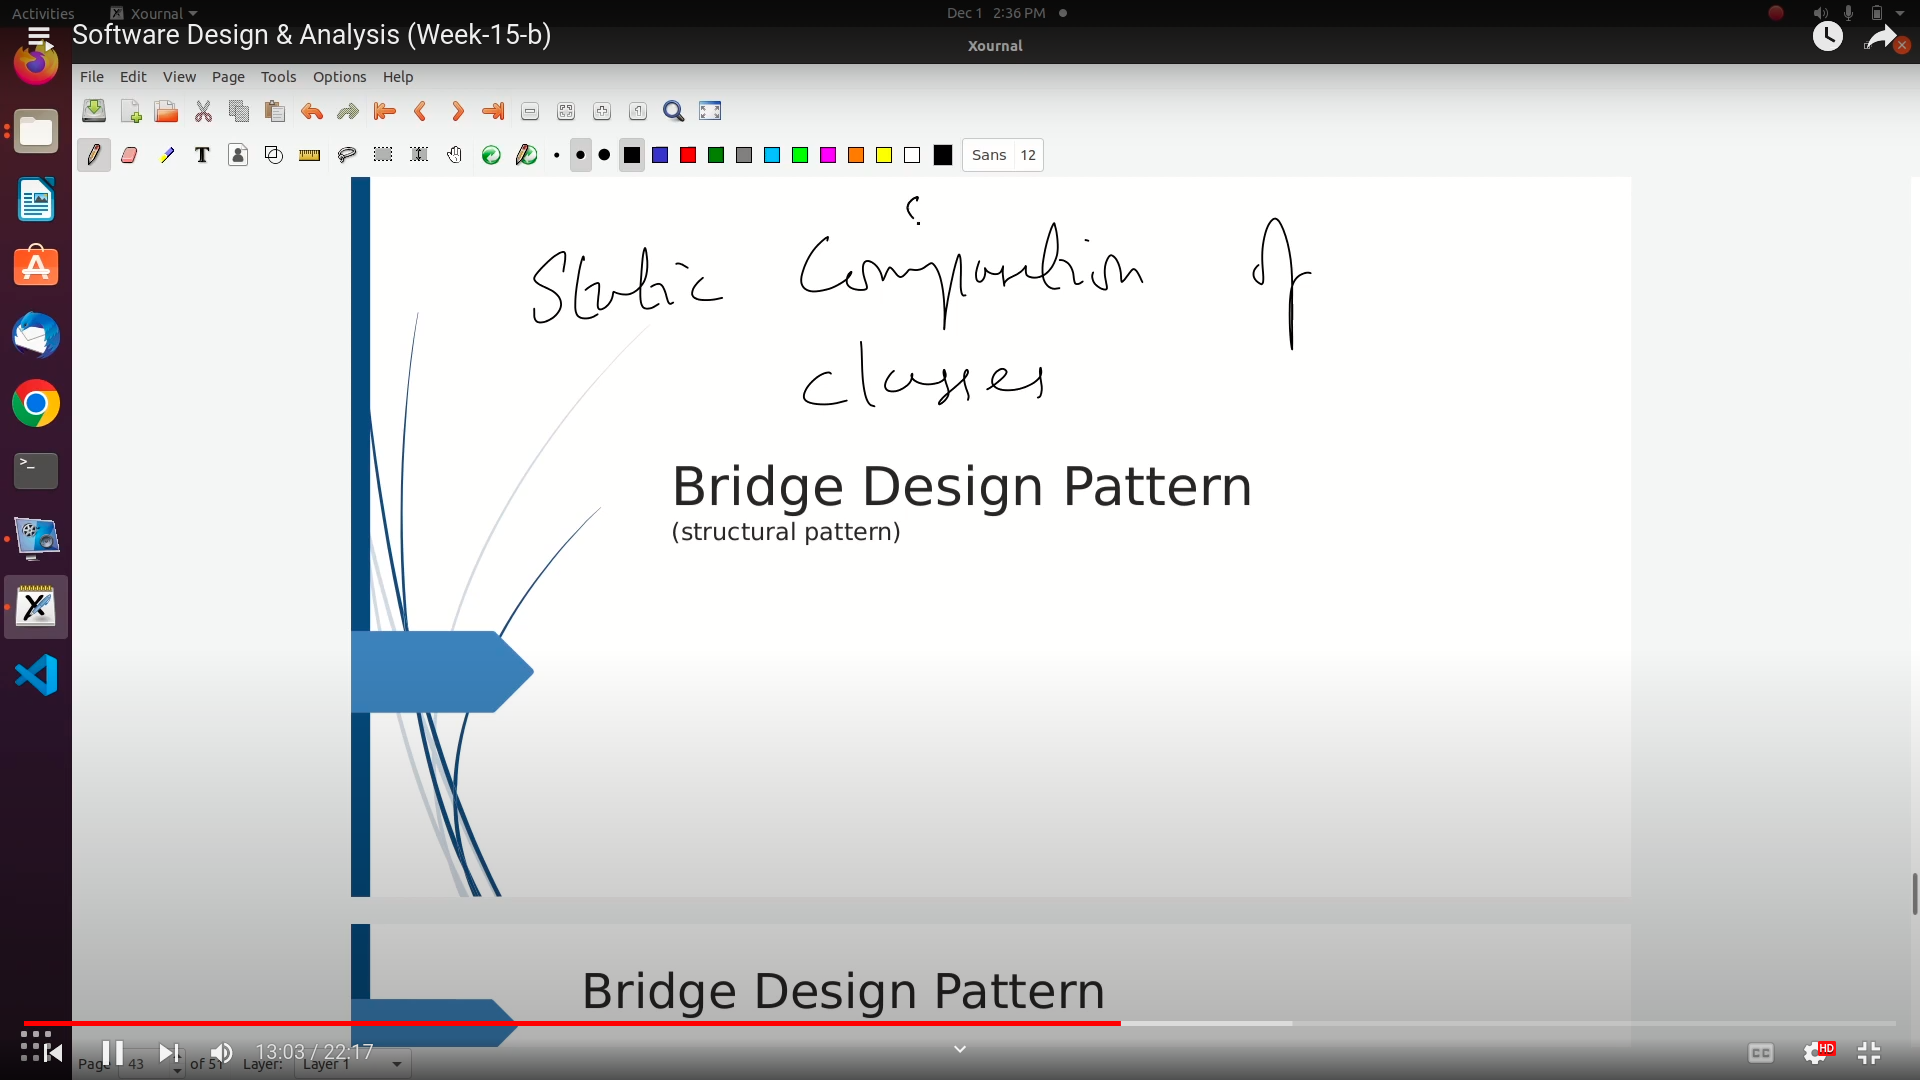 Activities Xournal Dec 1 2:36 PM
Software Design & Analysis (Week-15-b)
Xournal
File Edit View Page Tools Options Help
Sans 12
Static Composition of
classes
Bridge Design Pattern
(structural pattern)
Bridge Design Pattern
13:03 / 22:17
CC HD
Page 43 of 51 Layer: Layer 1